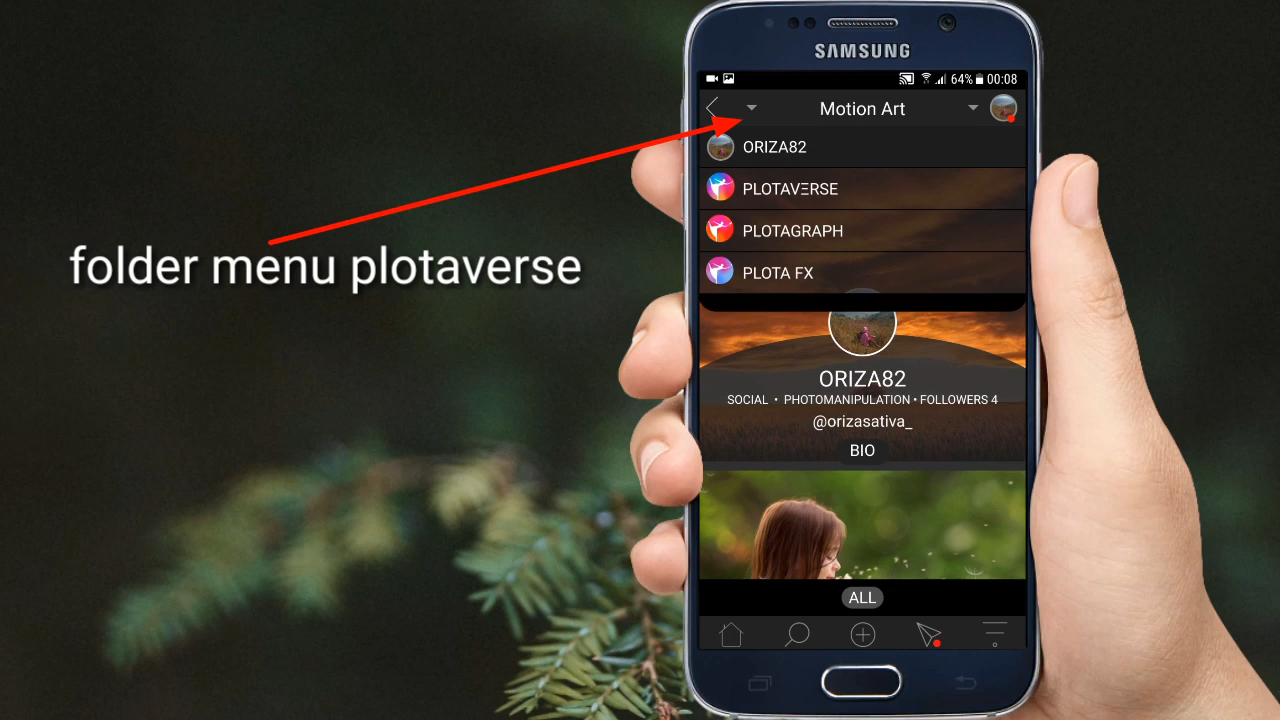 SAMSUNG
64% 00:08
Motion Art
ORIZA82
PLOTAVΞRSE
PLOTAGRAPH
PLOTA FX
folder menu plotaverse
ORIZA82
SOCIAL • PHOTOMANIPULATION • FOLLOWERS 4
@orizasativa_
BIO
ALL